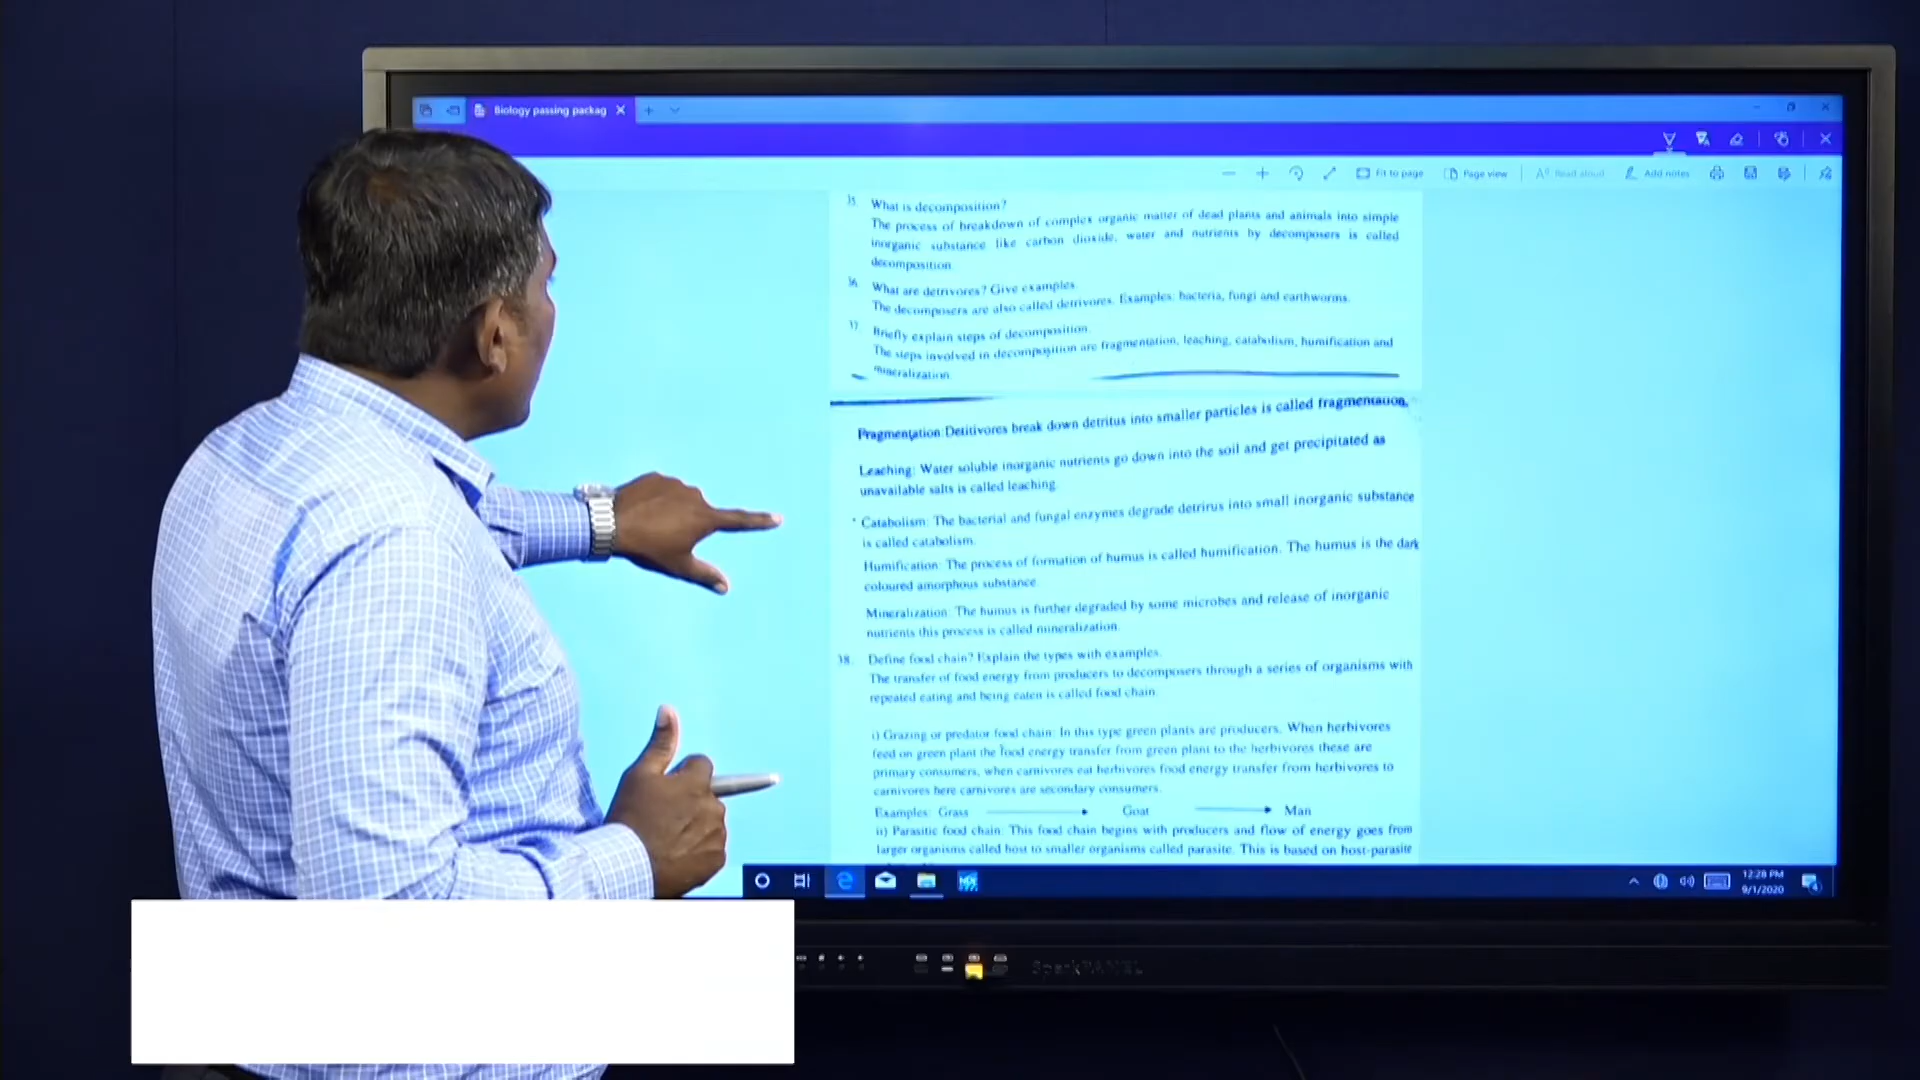 Biology passing packag
Fit to page
Page view
Read aloud
Add notes
35 What is decomposition?
The process of breakdown of complex organic matter of dead plants and animals into simple
inorganic substance like carbon dioxide, water and nutrients by decomposers is called
decomposition.
36 What are detrivores? Give examples.
The decomposers are also called detrivores. Examples: bacteria, fungi and earthworms.
37 Briefly explain steps of decomposition.
The steps involved in decomposition are fragmentation, leaching, catabolism, humification and
mineralization
Fragmentation: Detitivores break down detritus into smaller particles is called fragmentation.
Leaching: Water soluble inorganic nutrients go down into the soil and get precipitated as
unavailable salts is called leaching.
Catabolism: The bacterial and fungal enzymes degrade detrirus into small inorganic substance
is called catabolism.
Humification: The process of formation of humus is called humification. The humus is the dark
coloured amorphous substance.
Mineralization: The humus is further degraded by some microbes and release of inorganic
nutrients this process is called mineralization.
38. Define food chain? Explain the types with examples.
The transfer of food energy from producers to decomposers through a series of organisms with
repeated eating and being eaten is called food chain.
i) Grazing or predator food chain: In this type green plants are producers. When herbivores
feed on green plant the food energy transfer from green plant to the herbivores these are
primary consumers, when carnivores eat herbivores food energy transfer from herbivores to
carnivores here carnivores are secondary consumers.
Examples: Grass Goat Man
ii) Parasitic food chain: This food chain begins with producers and flow of energy goes from
larger organisms called host to smaller organisms called parasite. This is based on host-parasite
12:28 PM
9/1/2020
SparkPANEL